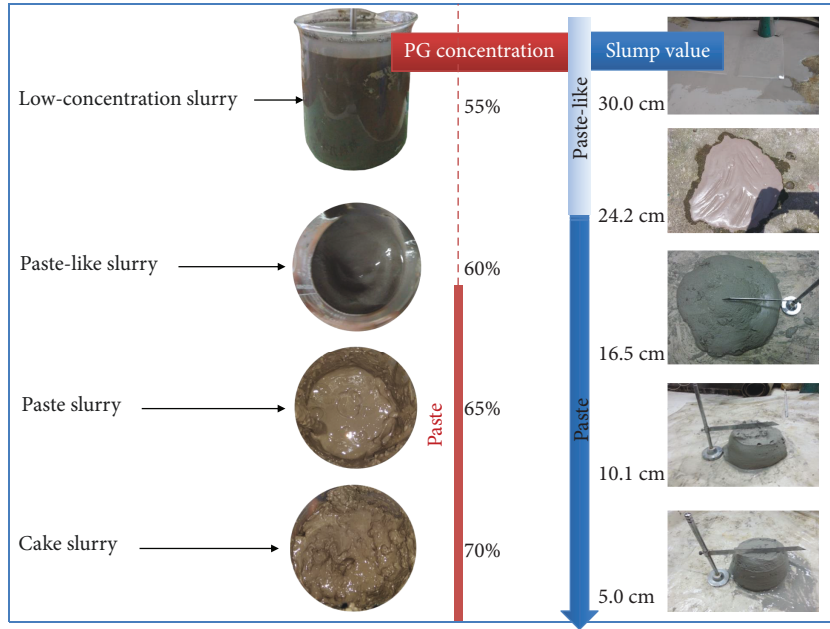 PG concentration
Slump value
Low-concentration slurry
55%
Paste-like
30.0 cm
24.2 cm
Paste-like slurry
60%
16.5 cm
Paste slurry
Paste
65%
Paste
10.1 cm
Cake slurry
70%
5.0 cm